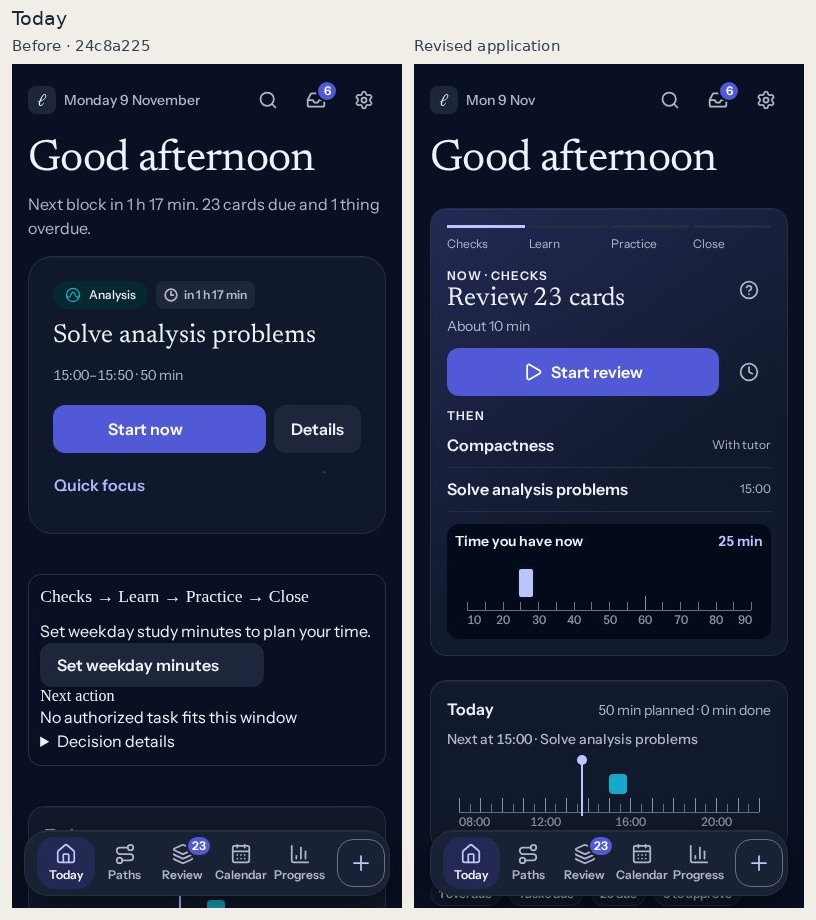 Today
Before · 24c8a225
ℓ Monday 9 November 6
Good afternoon
Next block in 1 h 17 min. 23 cards due and 1 thing
overdue.
Analysis in 1 h 17 min
Solve analysis problems
15:00–15:50 · 50 min
Start now Details
Quick focus
Checks → Learn → Practice → Close
Set weekday study minutes to plan your time.
Set weekday minutes
Next action
No authorized task fits this window
▶ Decision details
23
Today Paths Review Calendar Progress
Revised application
ℓ Mon 9 Nov 6
Good afternoon
Checks Learn Practice Close
NOW · CHECKS
Review 23 cards
About 10 min
Start review
THEN
Compactness With tutor
Solve analysis problems 15:00
Time you have now 25 min
10 20 30 40 50 60 70 80 90
Today 50 min planned · 0 min done
Next at 15:00 · Solve analysis problems
08:00 12:00 16:00 20:00
23
Today Paths Review Calendar Progress